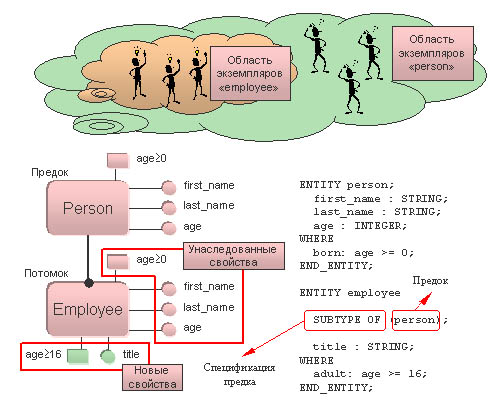 Область
экземпляров
«employee»
Область
экземпляров
«person»
age≥0
Предок
Person
first_name
last_name
age
Унаследованные
свойства
Потомок
age≥0
Employee
first_name
last_name
age
age≥16
title
Новые
свойства
ENTITY person;
first_name : STRING;
last_name : STRING;
age : INTEGER;
WHERE
born: age >= 0;
END_ENTITY;
Предок
ENTITY employee
SUBTYPE OF (person);
title : STRING;
Спецификация
предка
WHERE
adult: age >= 16;
END_ENTITY;